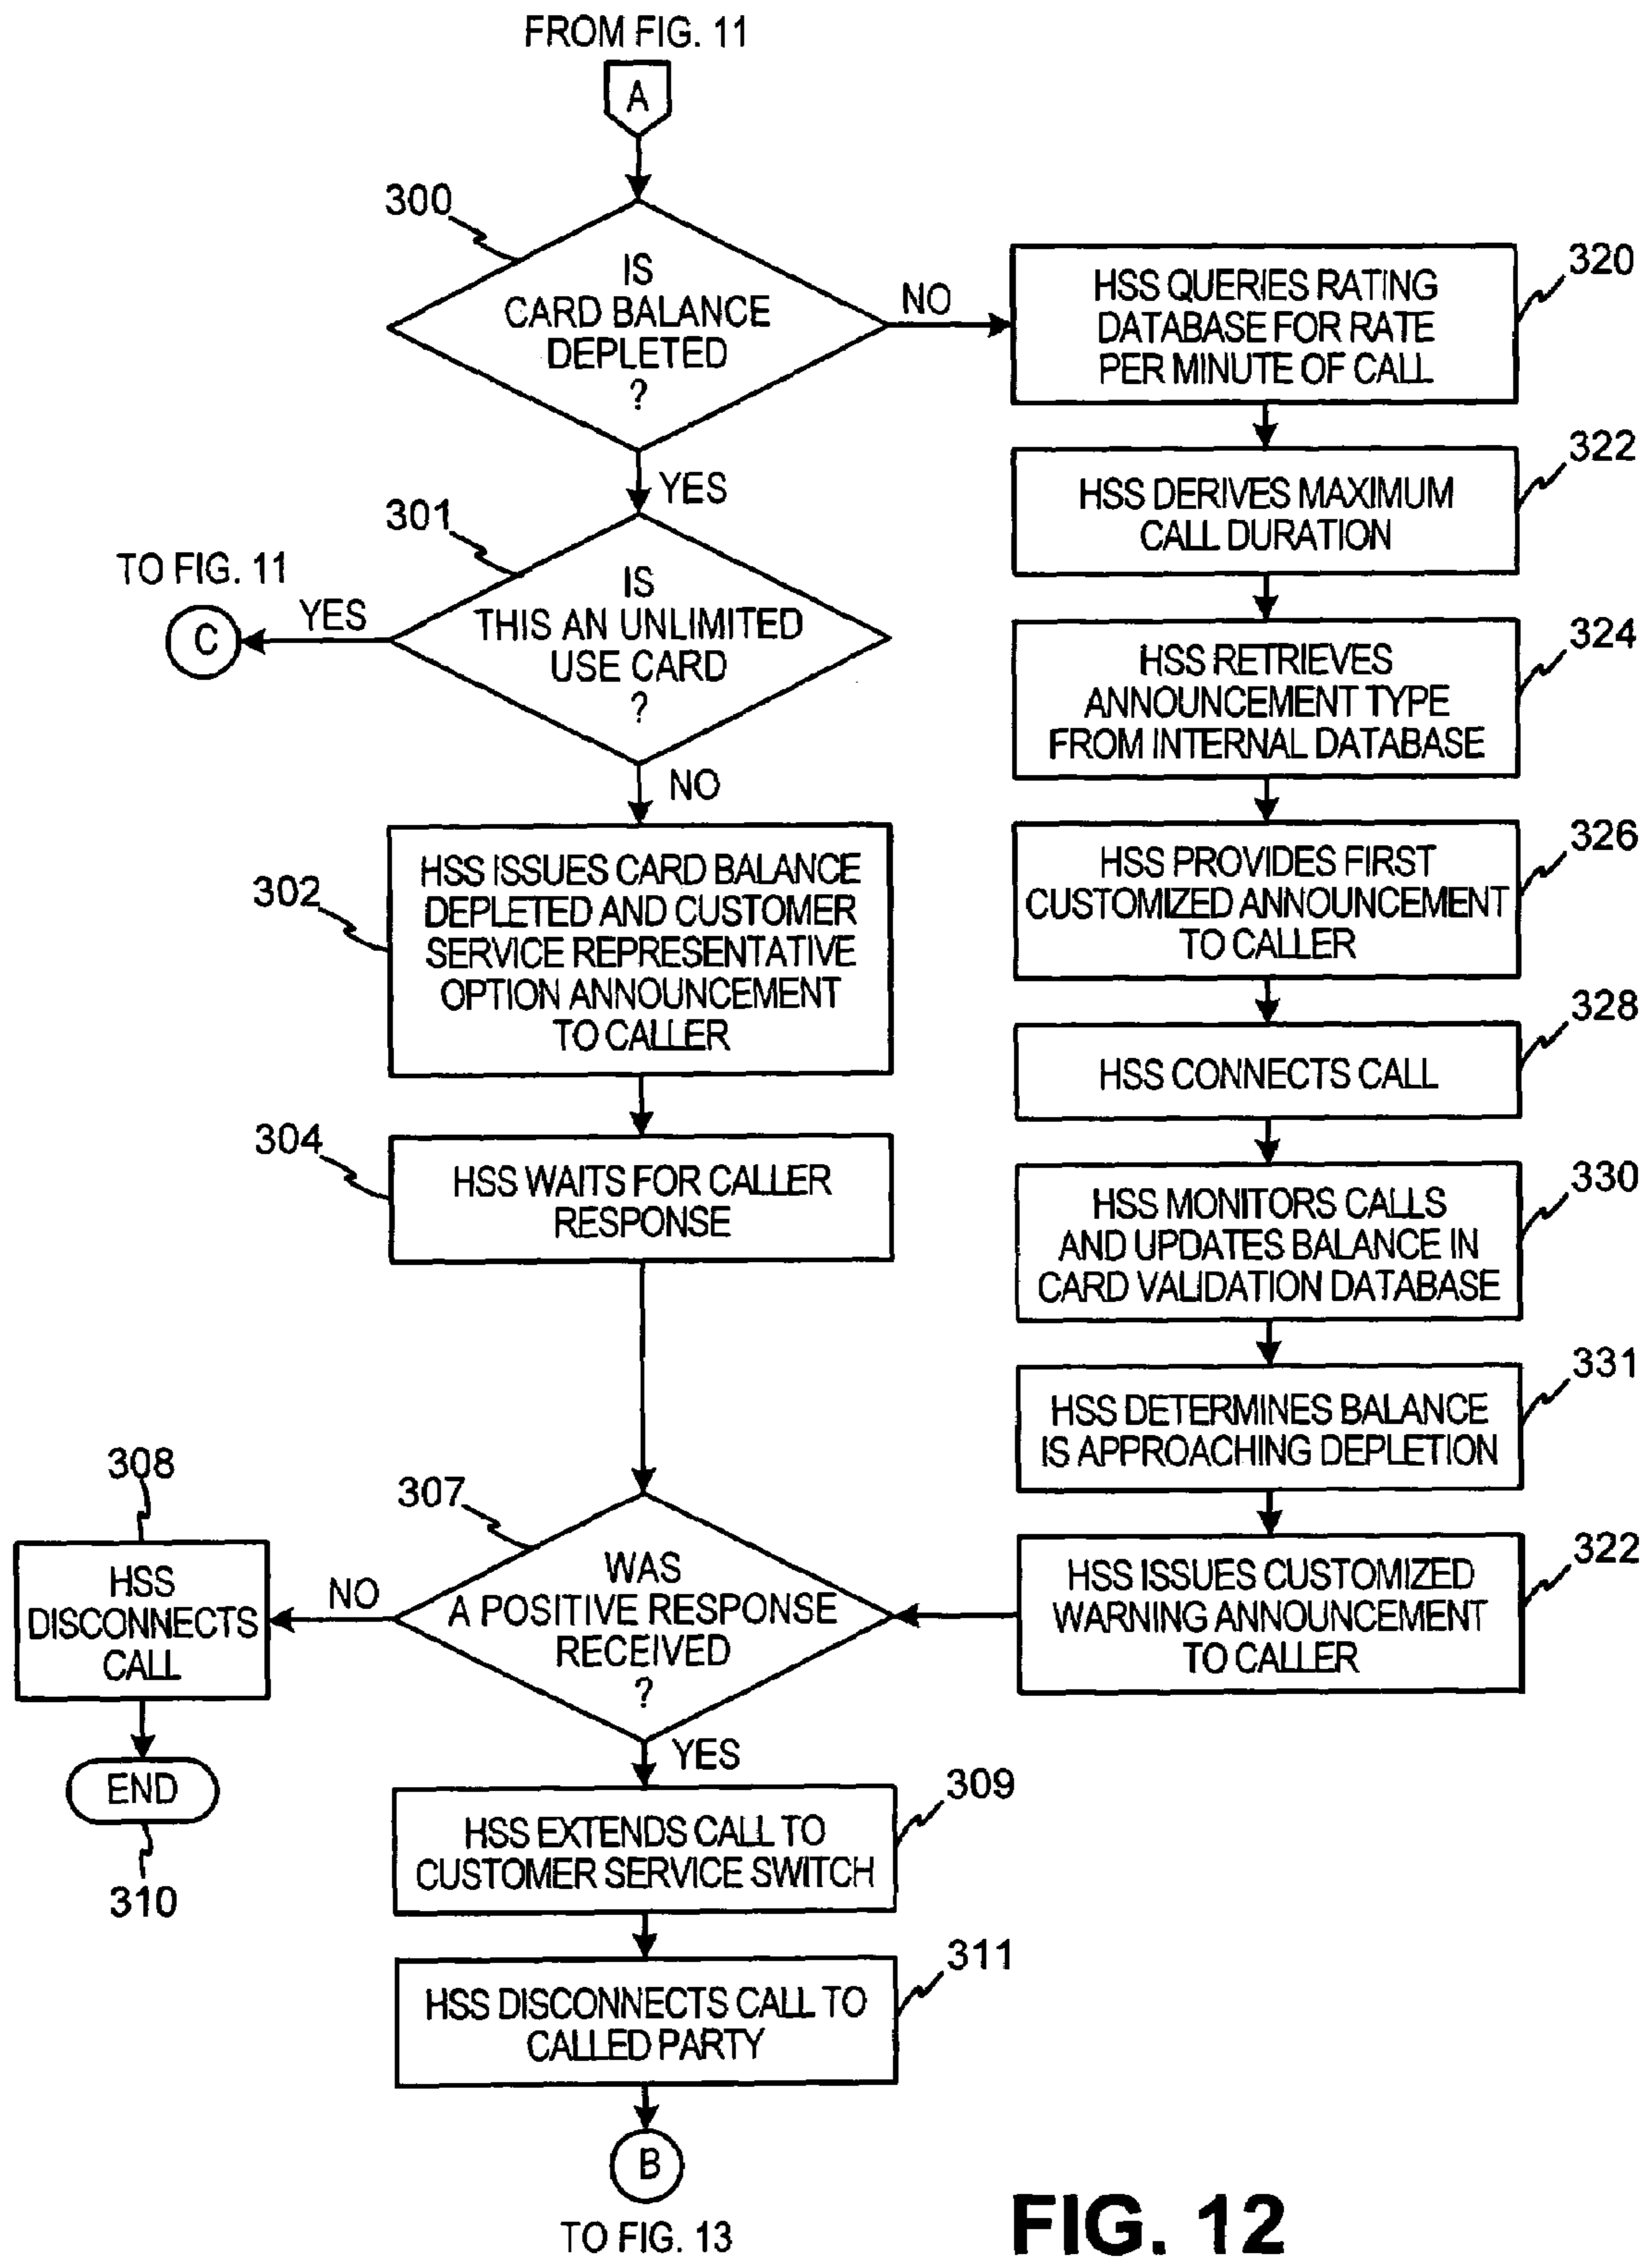 FROM FIG. 11
A
300
IS
CARD BALANCE
DEPLETED
?
NO
YES
301
TO FIG. 11
C
YES
IS
THIS AN UNLIMITED
USE CARD
?
NO
302
HSS ISSUES CARD BALANCE
DEPLETED AND CUSTOMER
SERVICE REPRESENTATIVE
OPTION ANNOUNCEMENT
TO CALLER
304
HSS WAITS FOR CALLER
RESPONSE
307
WAS
A POSITIVE RESPONSE
RECEIVED
?
NO
308
HSS
DISCONNECTS
CALL
END
310
YES
309
HSS EXTENDS CALL TO
CUSTOMER SERVICE SWITCH
311
HSS DISCONNECTS CALL TO
CALLED PARTY
B
TO FIG. 13
320
HSS QUERIES RATING
DATABASE FOR RATE
PER MINUTE OF CALL
322
HSS DERIVES MAXIMUM
CALL DURATION
324
HSS RETRIEVES
ANNOUNCEMENT TYPE
FROM INTERNAL DATABASE
326
HSS PROVIDES FIRST
CUSTOMIZED ANNOUNCEMENT
TO CALLER
328
HSS CONNECTS CALL
330
HSS MONITORS CALLS
AND UPDATES BALANCE IN
CARD VALIDATION DATABASE
331
HSS DETERMINES BALANCE
IS APPROACHING DEPLETION
322
HSS ISSUES CUSTOMIZED
WARNING ANNOUNCEMENT
TO CALLER
FIG. 12